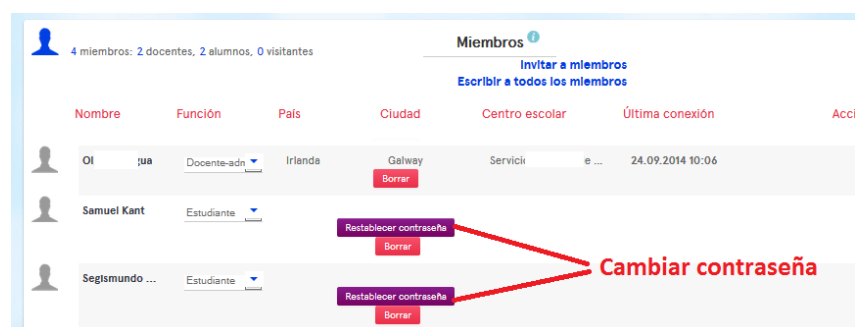 4 miembros: 2 docentes, 2 alumnos, 0 visitantes
Miembros i
Invitar a miembros
Escribir a todos los miembros
Nombre Función País Ciudad Centro escolar Última conexión Acci
Ol gua Docente-adn Irlanda Galway Servici e ... 24.09.2014 10:06
Borrar
Samuel Kant Estudiante
Restablecer contraseña
Borrar
Cambiar contraseña
Segismundo ... Estudiante
Restablecer contraseña
Borrar